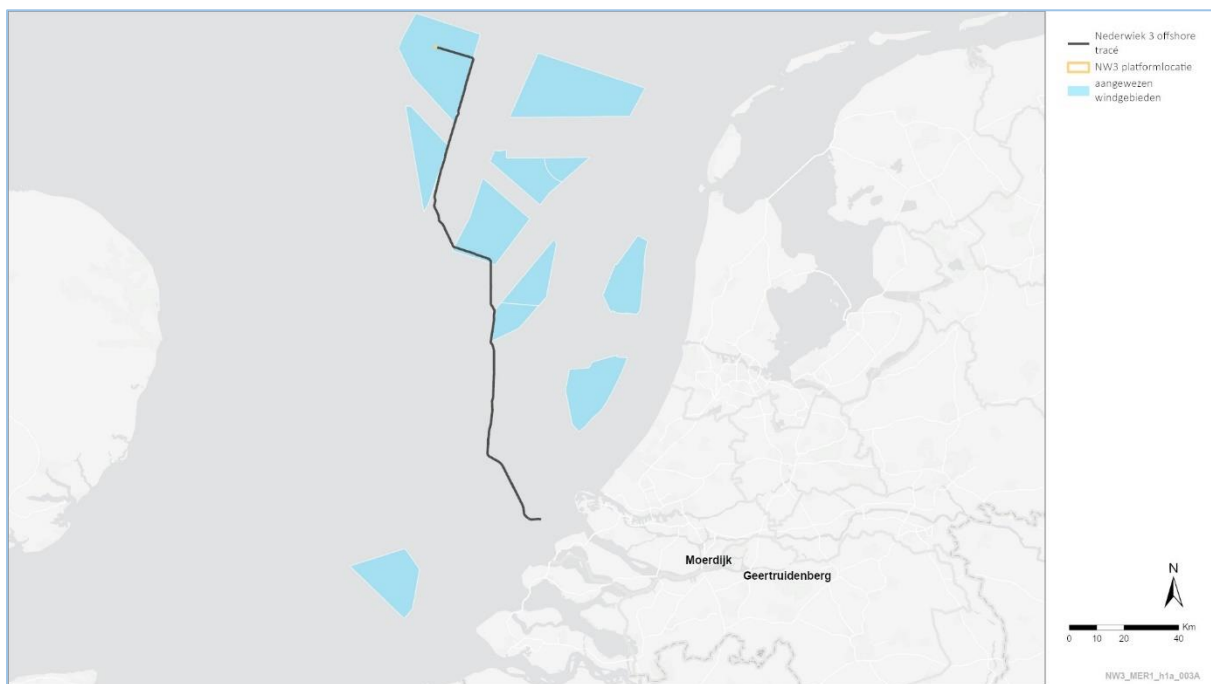 Nederwiek 3 offshore
tracé
NW3 platformlocatie
aangewezen
windgebieden
Moerdijk
Geertruidenberg
N
Km
0 10 20 40
NW3_MER1_h1a_003A